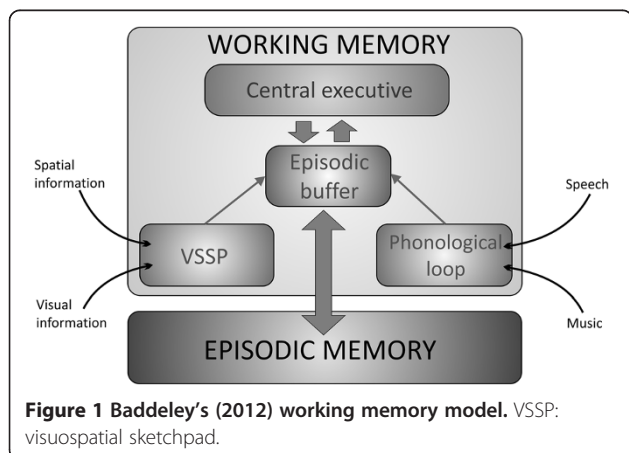 WORKING MEMORY
Central executive
Episodic
buffer
Spatial
information
Speech
VSSP
Phonological
loop
Visual
information
Music
EPISODIC MEMORY
Figure 1 Baddeley’s (2012) working memory model. VSSP:
visuospatial sketchpad.